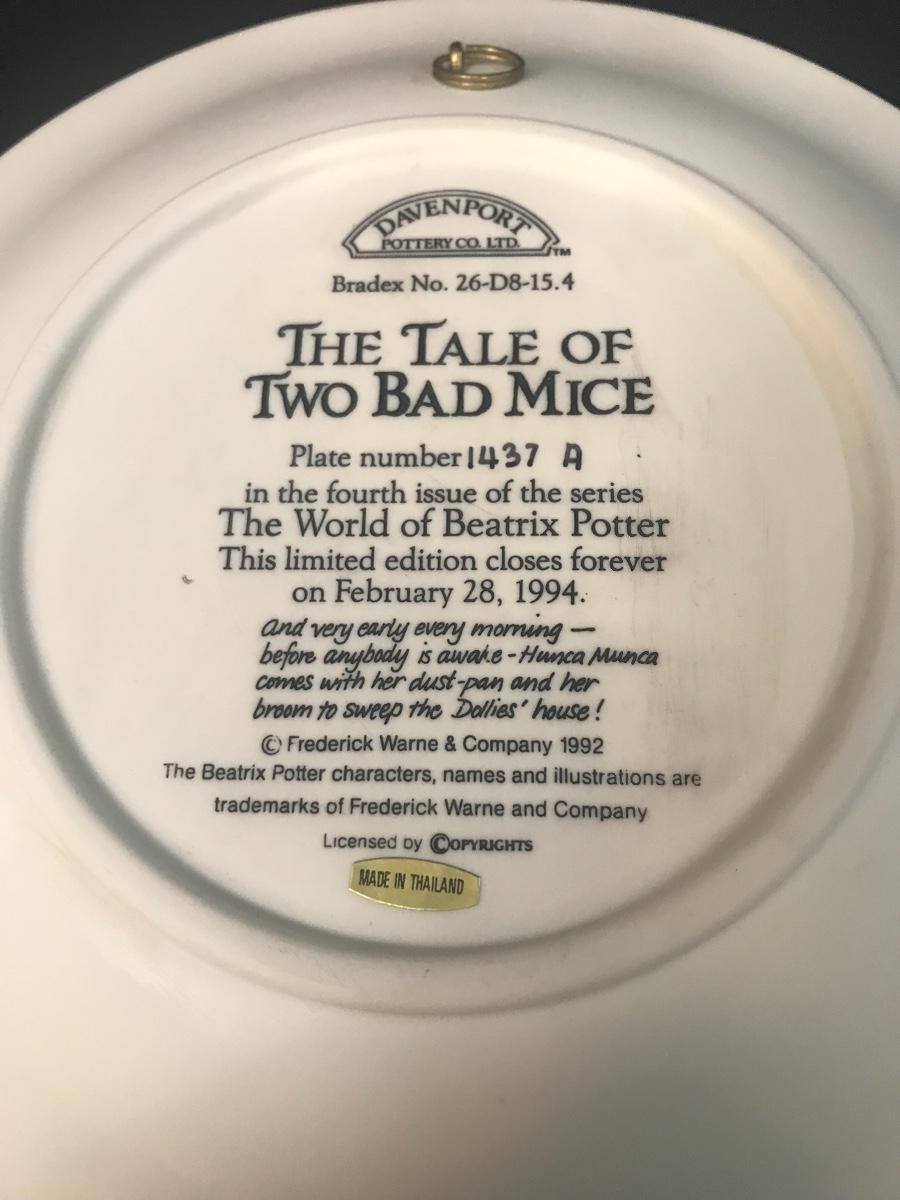 DAVENPORT
POTTERY CO. LTD. TM
Bradex No. 26-D8-15.4
THE TALE OF
TWO BAD MICE
Plate number 1437 A
in the fourth issue of the series
The World of Beatrix Potter
This limited edition closes forever
on February 28, 1994.
And very early every morning —
before anybody is awake - Hunca Munca
comes with her dust-pan and her
broom to sweep the Dollies' house!
© Frederick Warne & Company 1992
The Beatrix Potter characters, names and illustrations are
trademarks of Frederick Warne and Company
Licensed by ©OPYRIGHTS
MADE IN THAILAND